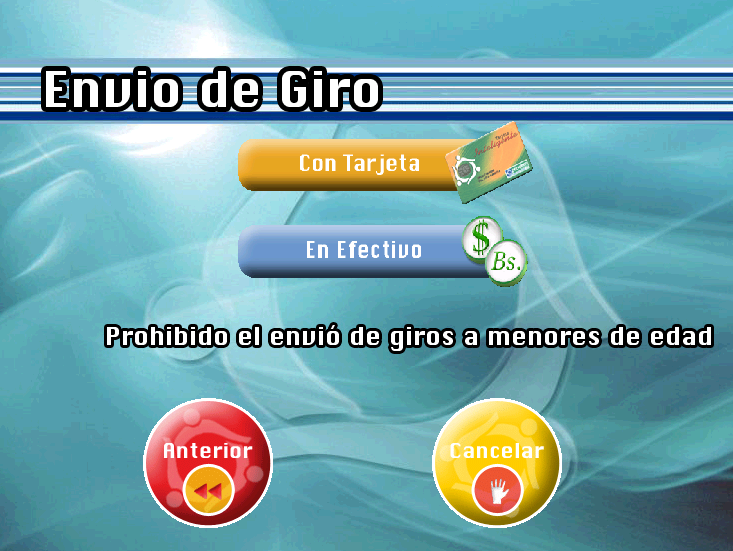 Envio de Giro
Con Tarjeta
En Efectivo
$
Bs.
Prohibido el envió de giros a menores de edad
Anterior
Cancelar